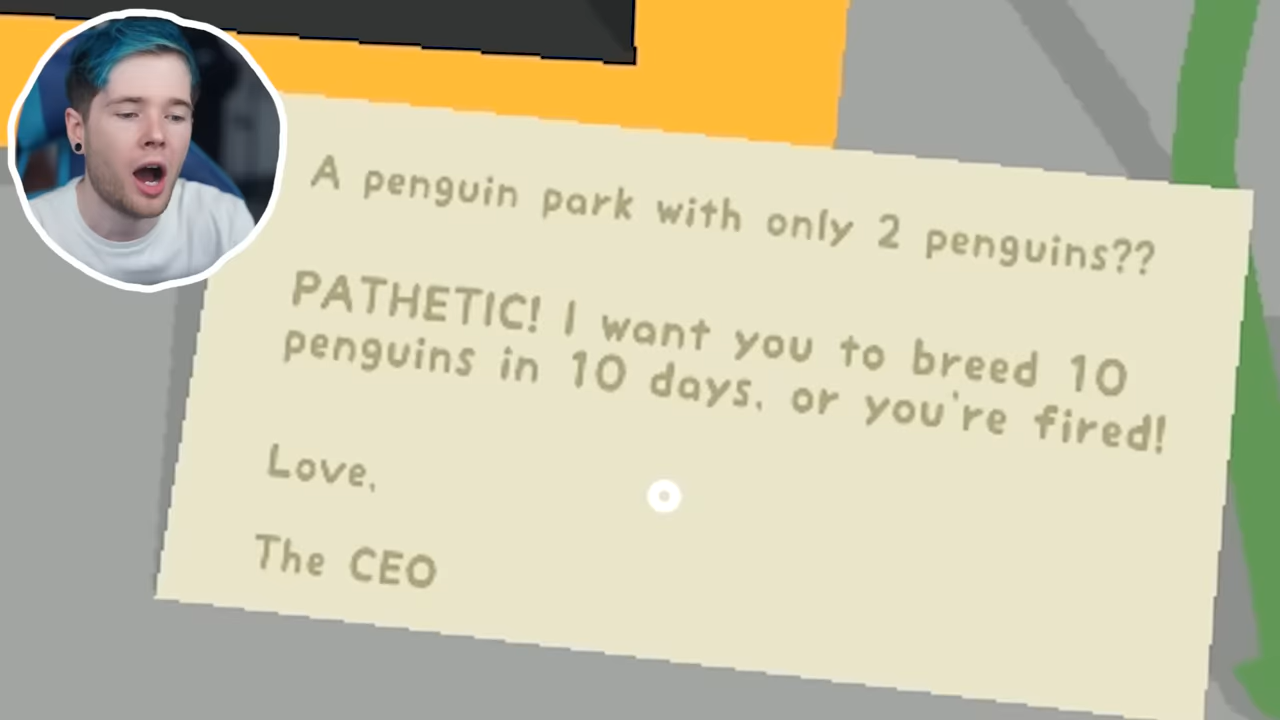 A penguin park with only 2 penguins??
PATHETIC! I want you to breed 10
penguins in 10 days, or you're fired!
Love,
The CEO